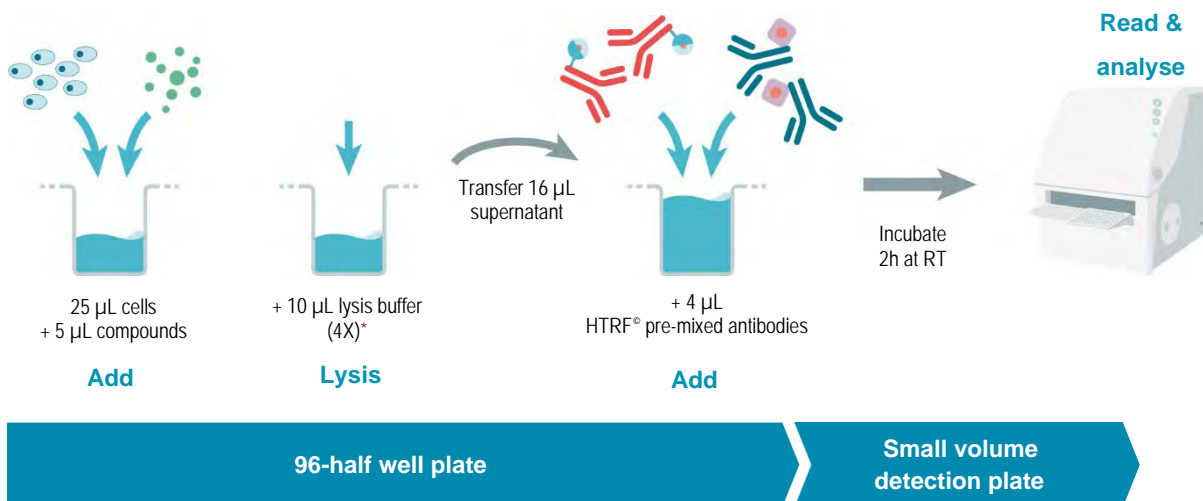 Read &
analyse
Transfer 16 µL
supernatant
Incubate
2h at RT
25 µL cells
+ 5 µL compounds
+ 10 µL lysis buffer
(4X)*
+ 4 µL
HTRF© pre-mixed antibodies
Add
Lysis
Add
96-half well plate
Small volume
detection plate